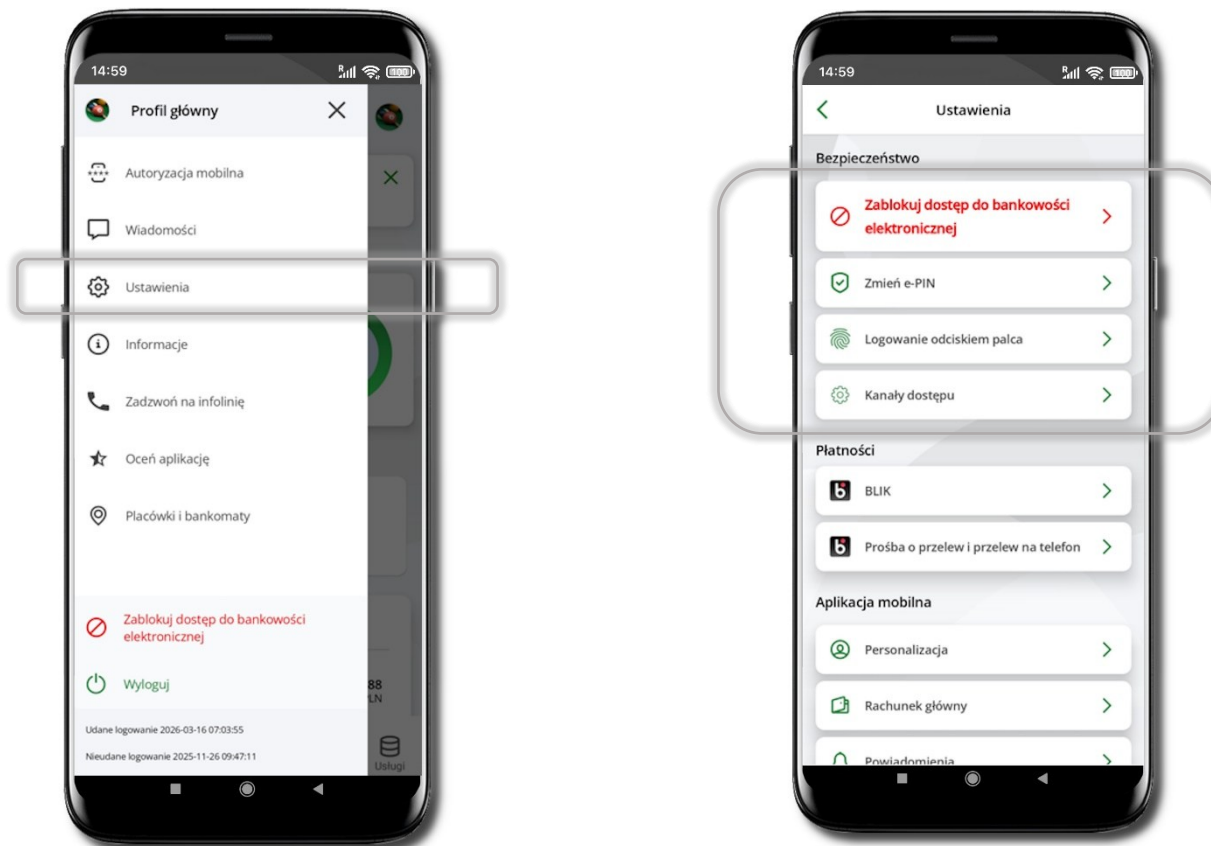 14:59
Profil główny
Autoryzacja mobilna
Wiadomości
Ustawienia
Informacje
Zadzwoń na infolinię
Oceń aplikację
Placówki i bankomaty
Zablokuj dostęp do bankowości
elektronicznej
Wyloguj
88
PLN
Udane logowanie 2026-03-16 07:03:55
Nieudane logowanie 2025-11-26 09:47:11
Usługi
14:59
Ustawienia
Bezpieczeństwo
Zablokuj dostęp do bankowości
elektronicznej
Zmień e-PIN
Logowanie odciskiem palca
Kanały dostępu
Płatności
BLIK
Prośba o przelew i przelew na telefon
Aplikacja mobilna
Personalizacja
Rachunek główny
Powiadomienia